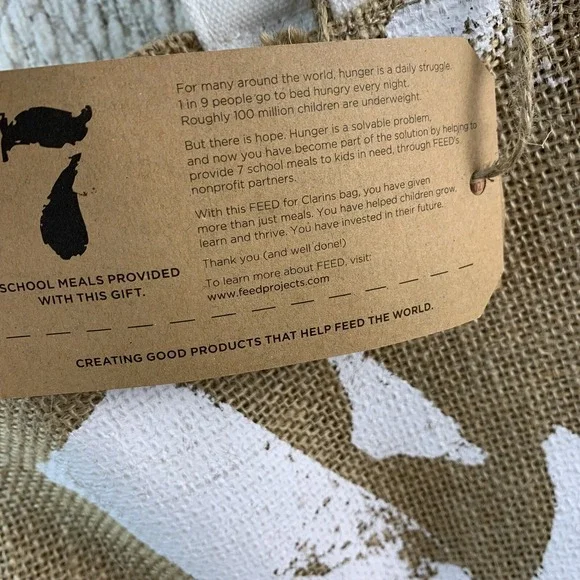 7
SCHOOL MEALS PROVIDED
WITH THIS GIFT.
For many around the world, hunger is a daily struggle.
1 in 9 people go to bed hungry every night.
Roughly 100 million children are underweight.
But there is hope. Hunger is a solvable problem,
and now you have become part of the solution by helping to
provide 7 school meals to kids in need, through FEED's
nonprofit partners.
With this FEED for Clarins bag, you have given
more than just meals. You have helped children grow,
learn and thrive. You have invested in their future.
Thank you (and well done!)
To learn more about FEED, visit:
www.feedprojects.com
CREATING GOOD PRODUCTS THAT HELP FEED THE WORLD.